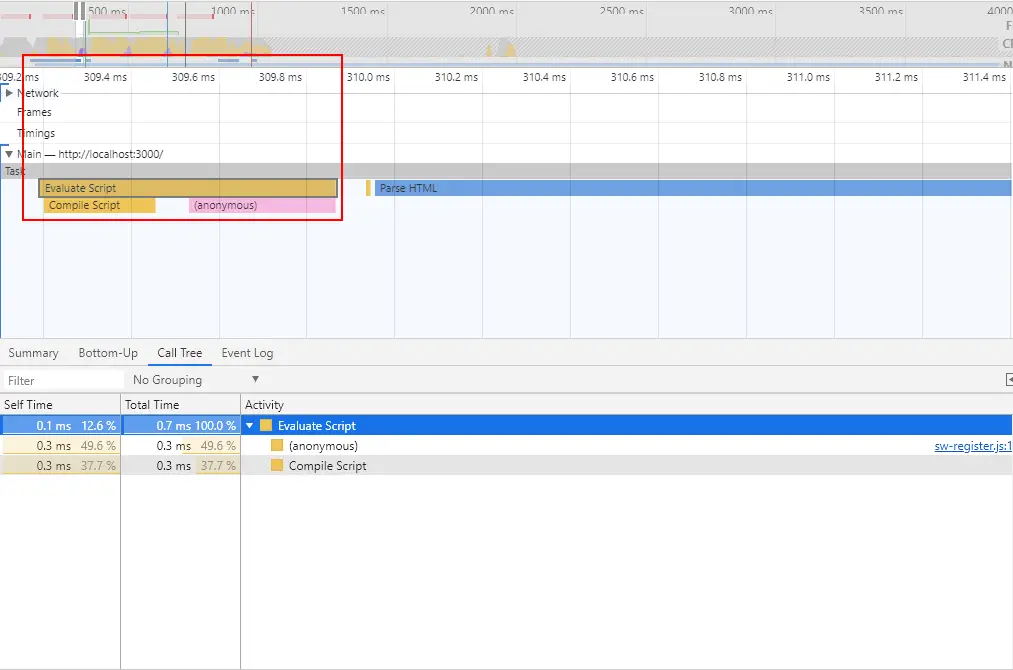 500 ms 1000 ms 1500 ms 2000 ms 2500 ms 3000 ms 3500 ms 4000
F
CP
N
309.2 ms 309.4 ms 309.6 ms 309.8 ms 310.0 ms 310.2 ms 310.4 ms 310.6 ms 310.8 ms 311.0 ms 311.2 ms 311.4 ms
Network
Frames
Timings
Main — http://localhost:3000/
Task
Evaluate Script Parse HTML
Compile Script (anonymous)
Summary Bottom-Up Call Tree Event Log
Filter No Grouping
Self Time Total Time Activity
0.1 ms 12.6 % 0.7 ms 100.0 % Evaluate Script
0.3 ms 49.6 % 0.3 ms 49.6 % (anonymous) sw-register.js:1
0.3 ms 37.7 % 0.3 ms 37.7 % Compile Script